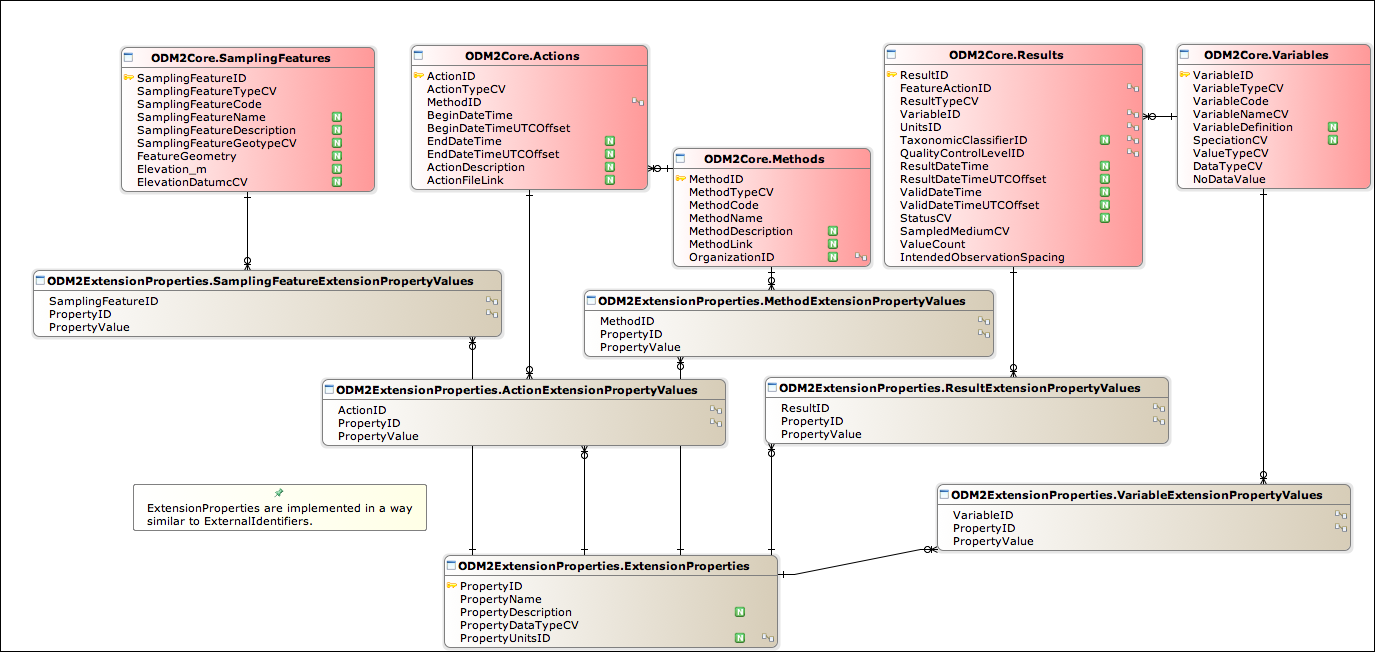 ODM2Core.SamplingFeatures
SamplingFeatureID
SamplingFeatureTypeCV
SamplingFeatureCode
SamplingFeatureName N
SamplingFeatureDescription N
SamplingFeatureGeotypeCV N
FeatureGeometry N
Elevation_m N
ElevationDatumcCV N
ODM2Core.Actions
ActionID
ActionTypeCV
MethodID
BeginDateTime
BeginDateTimeUTCOffset
EndDateTime N
EndDateTimeUTCOffset N
ActionDescription N
ActionFileLink N
ODM2Core.Methods
MethodID
MethodTypeCV
MethodCode
MethodName
MethodDescription N
MethodLink N
OrganizationID N
ODM2Core.Results
ResultID
FeatureActionID
ResultTypeCV
VariableID
UnitsID
TaxonomicClassifierID N
QualityControlLevelID
ResultDateTime N
ResultDateTimeUTCOffset N
ValidDateTime N
ValidDateTimeUTCOffset N
StatusCV N
SampledMediumCV
ValueCount
IntendedObservationSpacing
ODM2Core.Variables
VariableID
VariableTypeCV
VariableCode
VariableNameCV
VariableDefinition N
SpeciationCV N
ValueTypeCV
DataTypeCV
NoDataValue
ODM2ExtensionProperties.SamplingFeatureExtensionPropertyValues
SamplingFeatureID
PropertyID
PropertyValue
ODM2ExtensionProperties.MethodExtensionPropertyValues
MethodID
PropertyID
PropertyValue
ODM2ExtensionProperties.ActionExtensionPropertyValues
ActionID
PropertyID
PropertyValue
ODM2ExtensionProperties.ResultExtensionPropertyValues
ResultID
PropertyID
PropertyValue
ODM2ExtensionProperties.VariableExtensionPropertyValues
VariableID
PropertyID
PropertyValue
ExtensionProperties are implemented in a way
similar to ExternalIdentifiers.
ODM2ExtensionProperties.ExtensionProperties
PropertyID
PropertyName
PropertyDescription N
PropertyDataTypeCV
PropertyUnitsID N